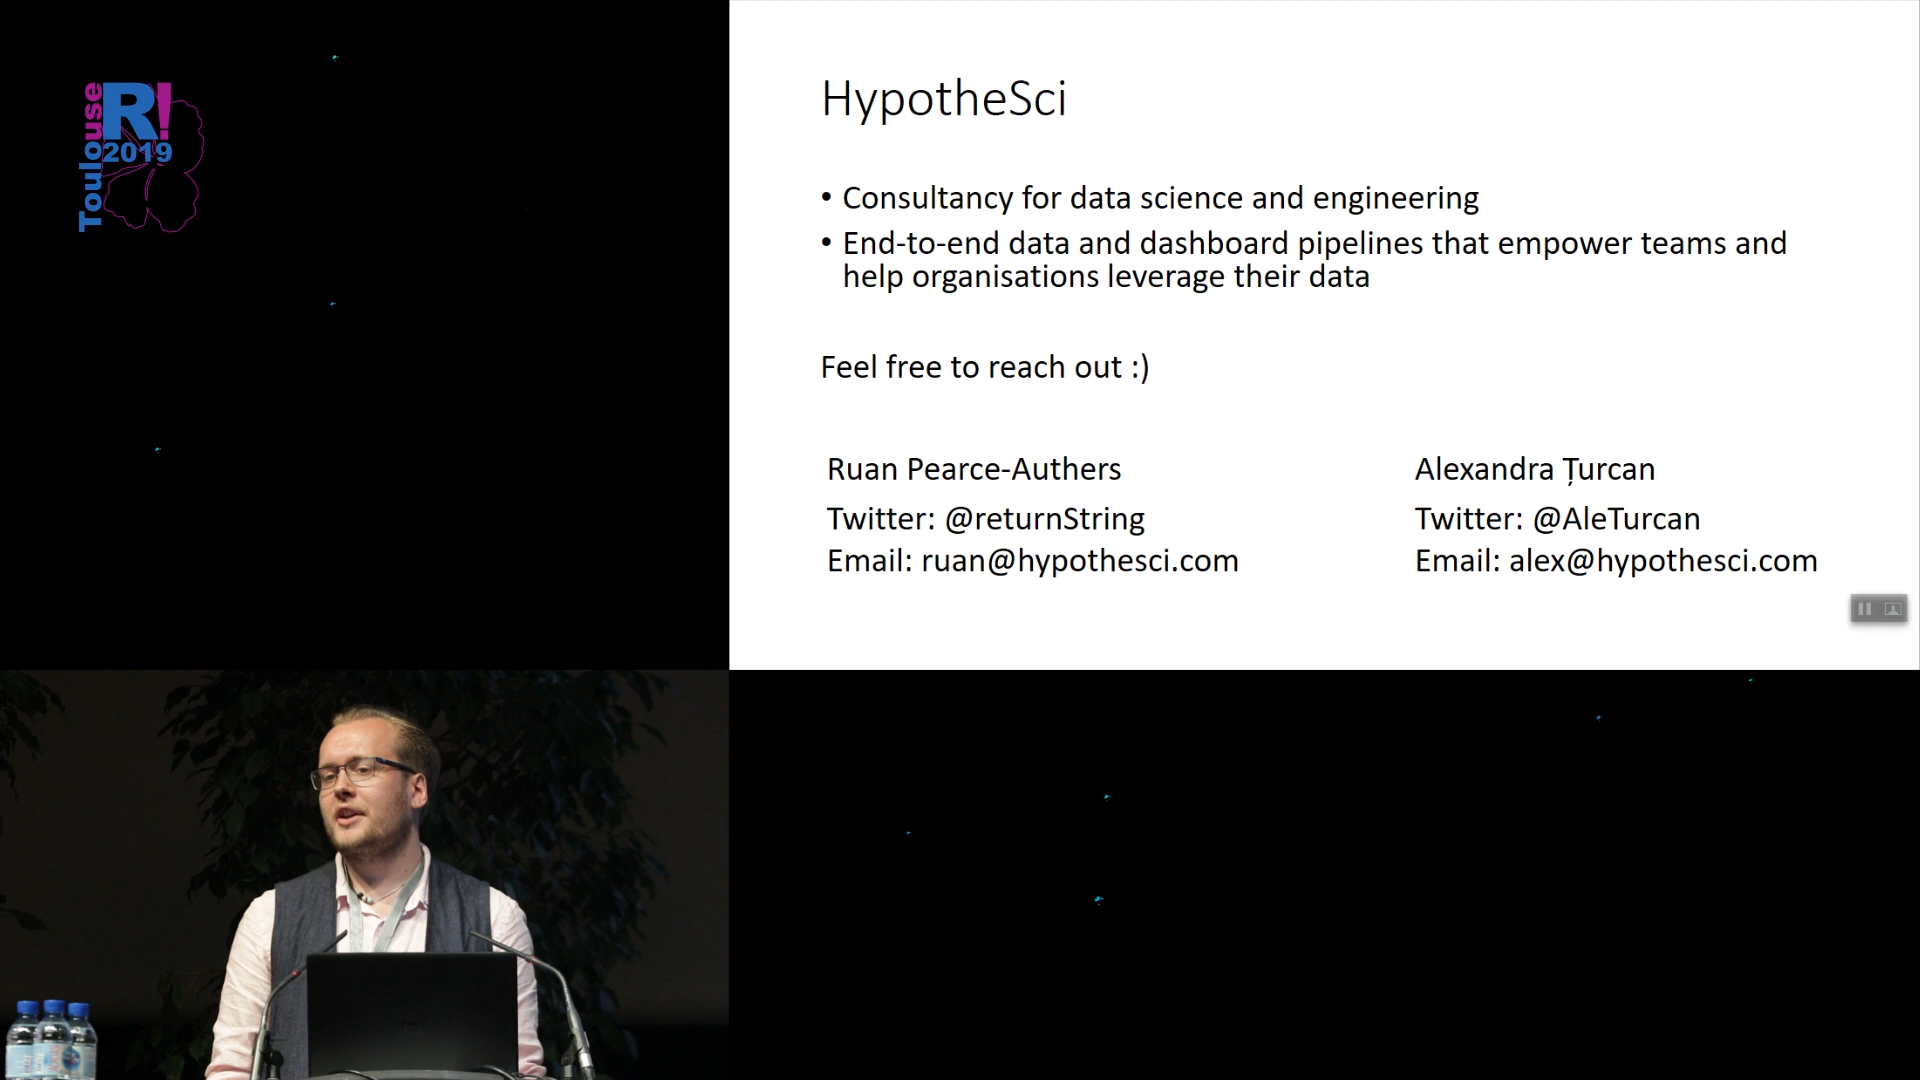 Toulouse
R!
2019
HypotheSci
• Consultancy for data science and engineering
• End-to-end data and dashboard pipelines that empower teams and
help organisations leverage their data
Feel free to reach out :)
Ruan Pearce-Authers
Twitter: @returnString
Email: ruan@hypothesci.com
Alexandra Țurcan
Twitter: @AleTurcan
Email: alex@hypothesci.com